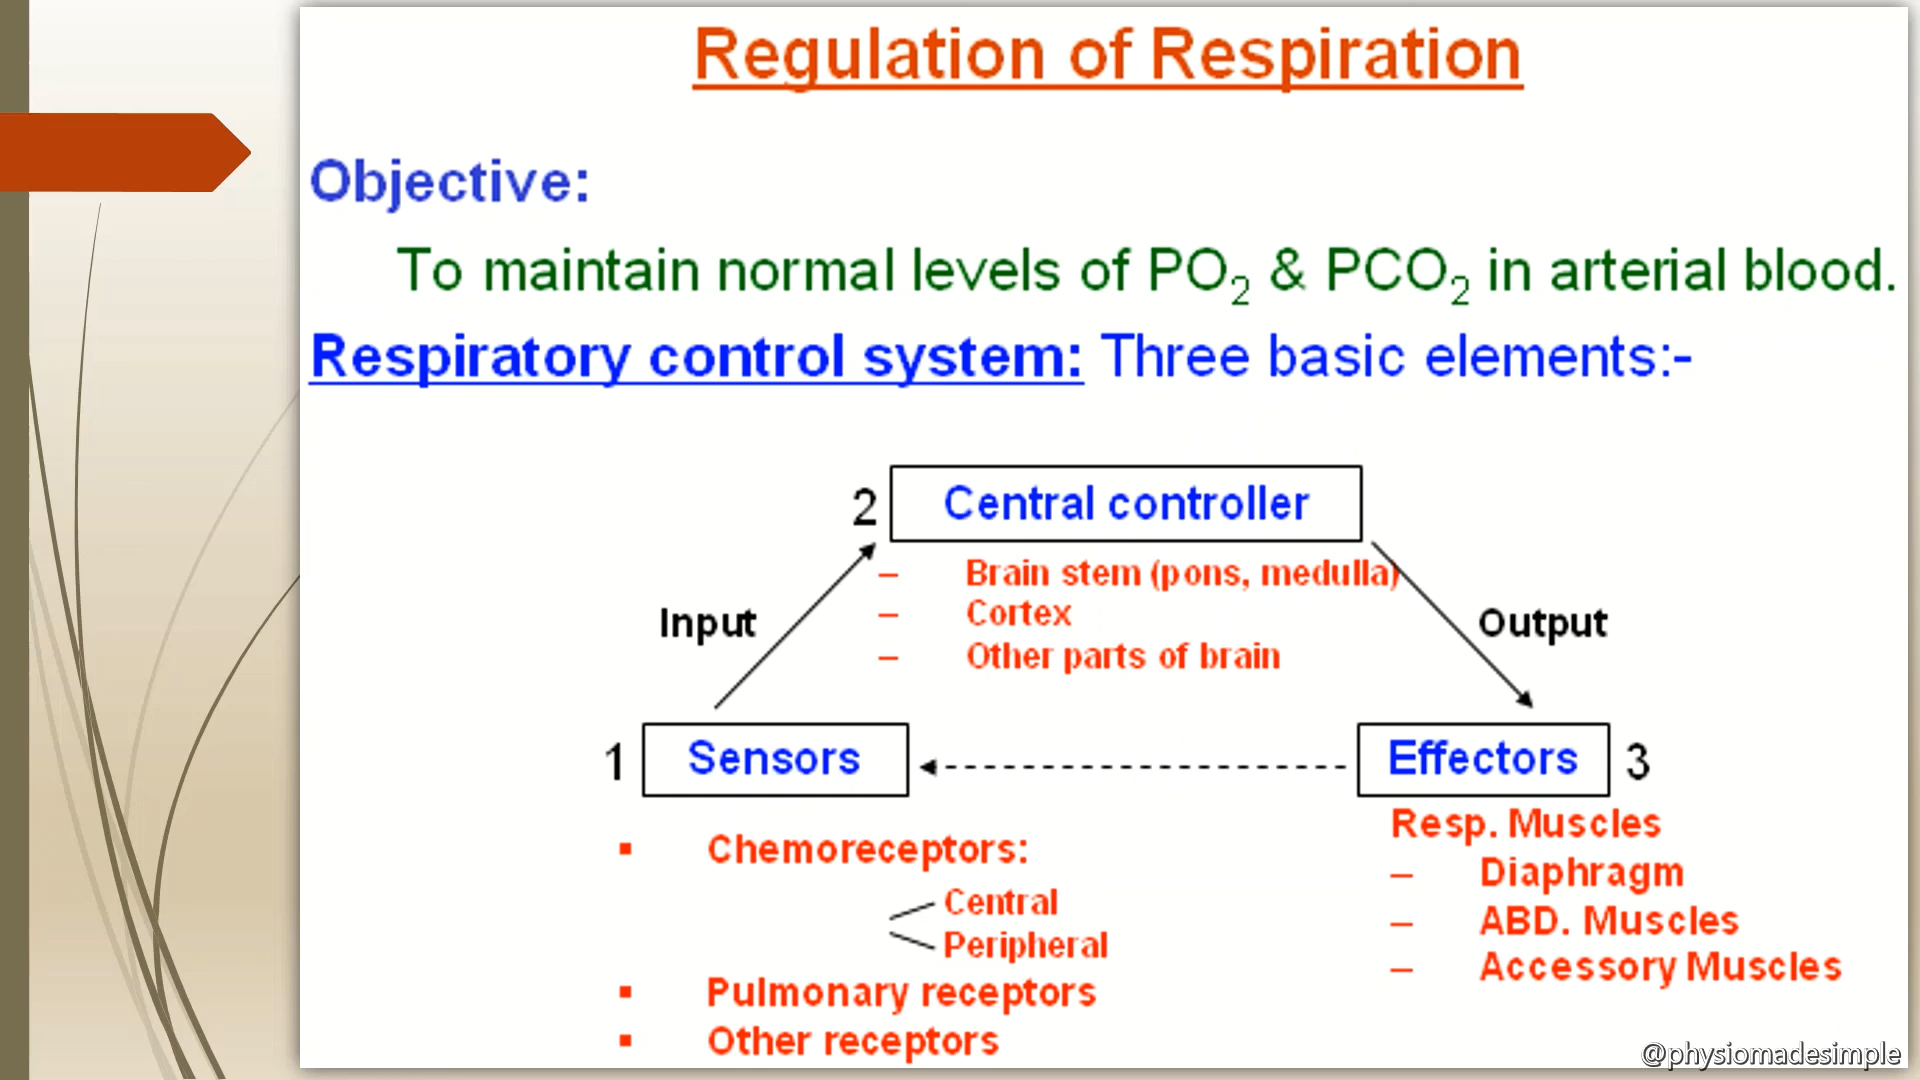 Regulation of Respiration
Objective:
To maintain normal levels of PO₂ & PCO₂ in arterial blood.
Respiratory control system: Three basic elements:-
2 Central controller
– Brain stem (pons, medulla)
– Cortex
– Other parts of brain
Input
Output
1 Sensors
Effectors 3
▪ Chemoreceptors:
Central
Peripheral
▪ Pulmonary receptors
▪ Other receptors
Resp. Muscles
– Diaphragm
– ABD. Muscles
– Accessory Muscles
@physiomadesimple